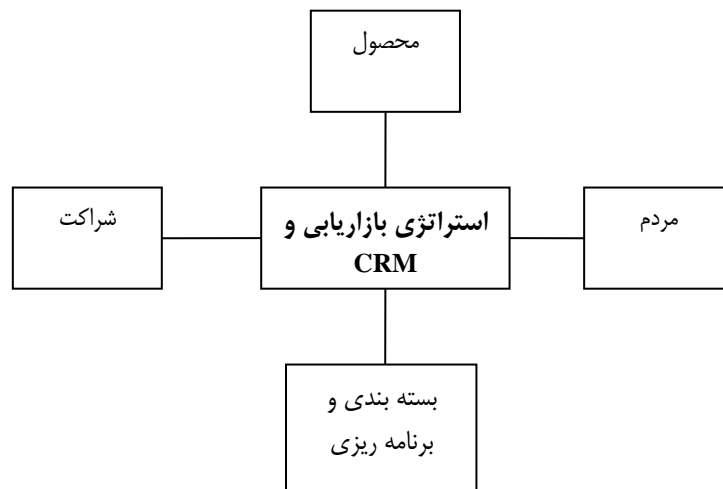 محصول
مردم
استراتژی بازاریابی و
CRM
شراکت
بسته بندی و
برنامه ریزی